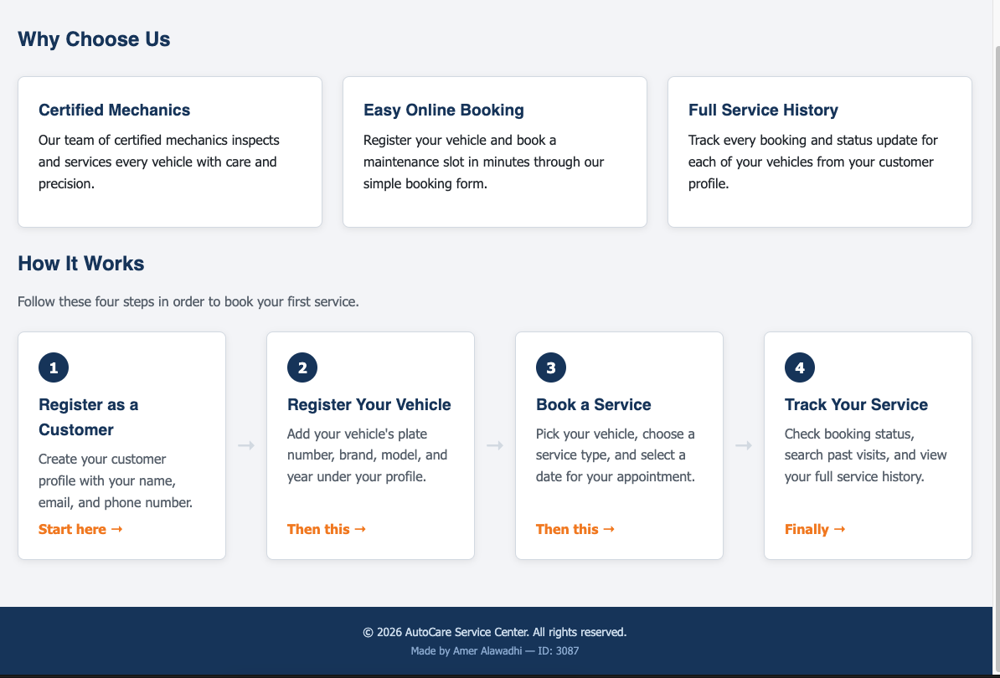 Why Choose Us
Certified Mechanics
Our team of certified mechanics inspects
and services every vehicle with care and
precision.
Easy Online Booking
Register your vehicle and book a
maintenance slot in minutes through our
simple booking form.
Full Service History
Track every booking and status update for
each of your vehicles from your customer
profile.
How It Works
Follow these four steps in order to book your first service.
1
Register as a
Customer
Create your customer
profile with your name,
email, and phone number.
Start here →
→
2
Register Your Vehicle
Add your vehicle's plate
number, brand, model, and
year under your profile.
Then this →
→
3
Book a Service
Pick your vehicle, choose a
service type, and select a
date for your appointment.
Then this →
→
4
Track Your Service
Check booking status,
search past visits, and view
your full service history.
Finally →
© 2026 AutoCare Service Center. All rights reserved.
Made by Amer Alawadhi — ID: 3087